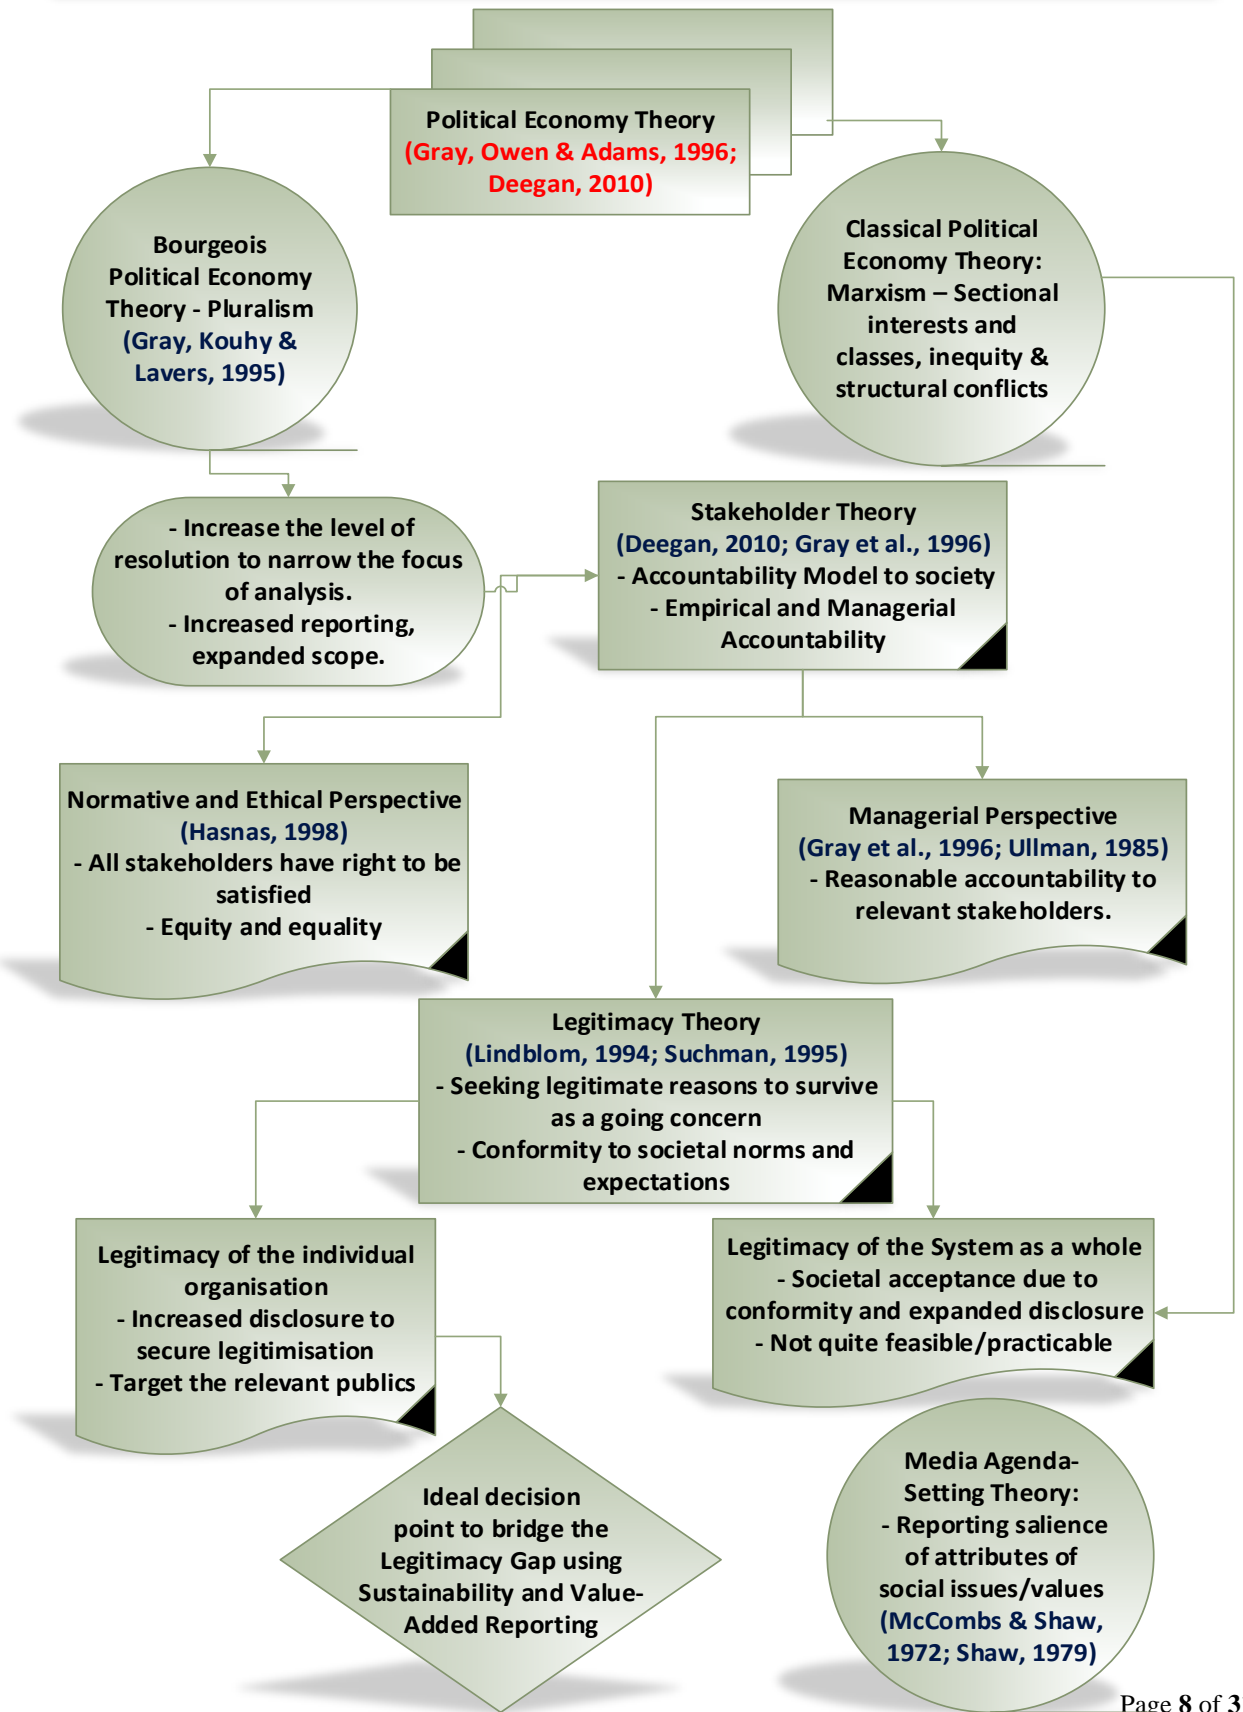 Political Economy Theory
(Gray, Owen & Adams, 1996;
Deegan, 2010)
Bourgeois
Political Economy
Theory - Pluralism
(Gray, Kouhy &
Lavers, 1995)
Classical Political
Economy Theory:
Marxism – Sectional
interests and
classes, inequity &
structural conflicts
- Increase the level of
resolution to narrow the focus
of analysis.
- Increased reporting,
expanded scope.
Stakeholder Theory
(Deegan, 2010; Gray et al., 1996)
- Accountability Model to society
- Empirical and Managerial
Accountability
Normative and Ethical Perspective
(Hasnas, 1998)
- All stakeholders have right to be
satisfied
- Equity and equality
Managerial Perspective
(Gray et al., 1996; Ullman, 1985)
- Reasonable accountability to
relevant stakeholders.
Legitimacy Theory
(Lindblom, 1994; Suchman, 1995)
- Seeking legitimate reasons to survive
as a going concern
- Conformity to societal norms and
expectations
Legitimacy of the individual
organisation
- Increased disclosure to
secure legitimisation
- Target the relevant publics
Legitimacy of the System as a whole
- Societal acceptance due to
conformity and expanded disclosure
- Not quite feasible/practicable
Ideal decision
point to bridge the
Legitimacy Gap using
Sustainability and Value-
Added Reporting
Media Agenda-
Setting Theory:
- Reporting salience
of attributes of
social issues/values
(McCombs & Shaw,
1972; Shaw, 1979)
Page 8 of 3